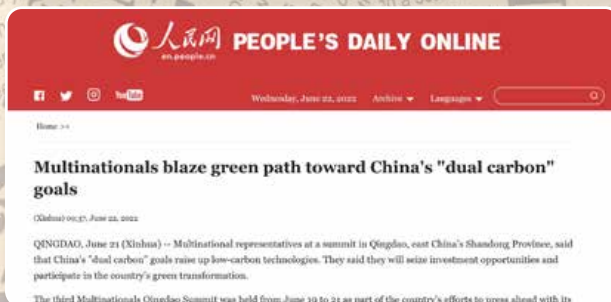 人民网 PEOPLE'S DAILY ONLINE
en.people.cn
YouTube Wednesday, June 22, 2022 Archive Languages
Home >>
Multinationals blaze green path toward China's "dual carbon"
goals
(Xinhua) 09:37, June 22, 2022
QINGDAO, June 21 (Xinhua) -- Multinational representatives at a summit in Qingdao, east China's Shandong Province, said
that China's "dual carbon" goals raise up low-carbon technologies. They said they will seize investment opportunities and
participate in the country's green transformation.
The third Multinationals Qingdao Summit was held from June 19 to 21 as part of the country's efforts to press ahead with its